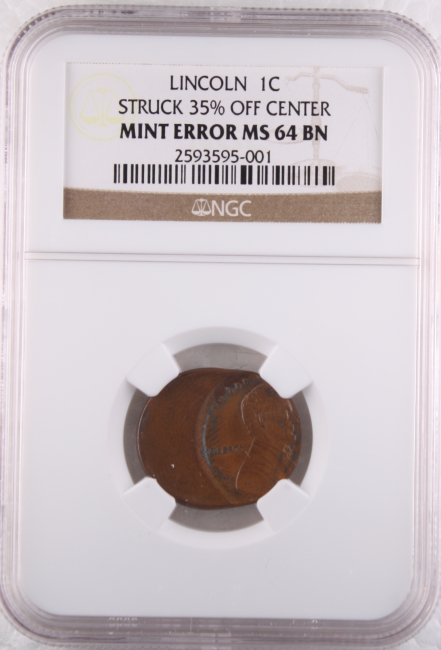 LINCOLN 1C
STRUCK 35% OFF CENTER
MINT ERROR MS 64 BN
2593595-001
NGC